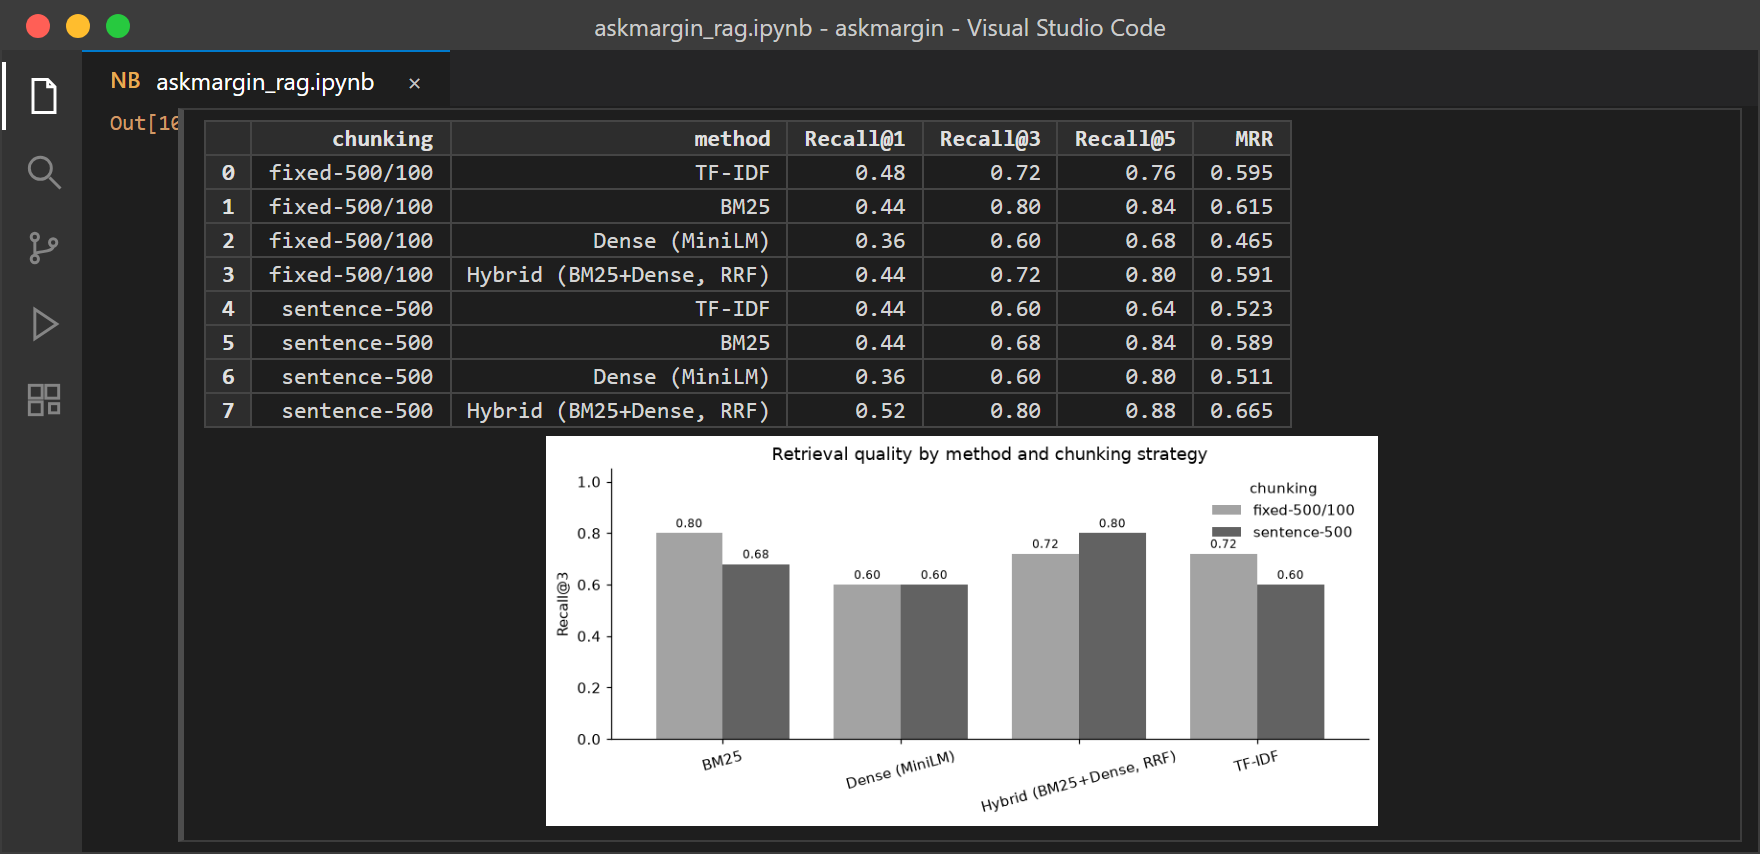 askmargin_rag.ipynb - askmargin - Visual Studio Code
NB askmargin_rag.ipynb ×
Out[10
chunking method Recall@1 Recall@3 Recall@5 MRR
0 fixed-500/100 TF-IDF 0.48 0.72 0.76 0.595
1 fixed-500/100 BM25 0.44 0.80 0.84 0.615
2 fixed-500/100 Dense (MiniLM) 0.36 0.60 0.68 0.465
3 fixed-500/100 Hybrid (BM25+Dense, RRF) 0.44 0.72 0.80 0.591
4 sentence-500 TF-IDF 0.44 0.60 0.64 0.523
5 sentence-500 BM25 0.44 0.68 0.84 0.589
6 sentence-500 Dense (MiniLM) 0.36 0.60 0.80 0.511
7 sentence-500 Hybrid (BM25+Dense, RRF) 0.52 0.80 0.88 0.665
Retrieval quality by method and chunking strategy
chunking
fixed-500/100
sentence-500
Recall@3
1.0
0.8
0.6
0.4
0.2
0.0
0.80 0.68 0.60 0.60 0.72 0.80 0.72 0.60
BM25 Dense (MiniLM) Hybrid (BM25+Dense, RRF) TF-IDF